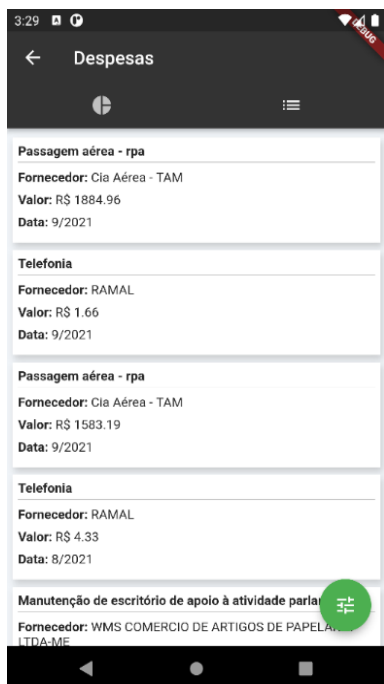 3:29
DEBUG
Despesas
Passagem aérea - rpa
Fornecedor: Cia Aérea - TAM
Valor: R$ 1884.96
Data: 9/2021
Telefonia
Fornecedor: RAMAL
Valor: R$ 1.66
Data: 9/2021
Passagem aérea - rpa
Fornecedor: Cia Aérea - TAM
Valor: R$ 1583.19
Data: 9/2021
Telefonia
Fornecedor: RAMAL
Valor: R$ 4.33
Data: 8/2021
Manutenção de escritório de apoio à atividade
Fornecedor: WMS COMERCIO DE ARTIGOS DE
LTDA-ME